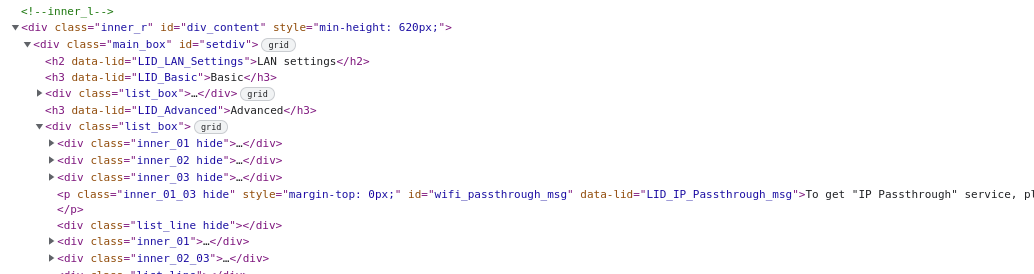 <!--inner_l-->
▼<div class="inner_r" id="div_content" style="min-height: 620px;">
▼<div class="main_box" id="setdiv"> grid
<h2 data-lid="LID_LAN_Settings">LAN settings</h2>
<h3 data-lid="LID_Basic">Basic</h3>
▶<div class="list_box">…</div> grid
<h3 data-lid="LID_Advanced">Advanced</h3>
▼<div class="list_box"> grid
▶<div class="inner_01 hide">…</div>
▶<div class="inner_02 hide">…</div>
▶<div class="inner_03 hide">…</div>
<p class="inner_01_03 hide" style="margin-top: 0px;" id="wifi_passthrough_msg" data-lid="LID_IP_Passthrough_msg">To get "IP Passthrough" service, pl
</p>
<div class="list_line hide"></div>
▶<div class="inner_01">…</div>
▶<div class="inner_02_03">…</div>
<div class="list_line"></div>